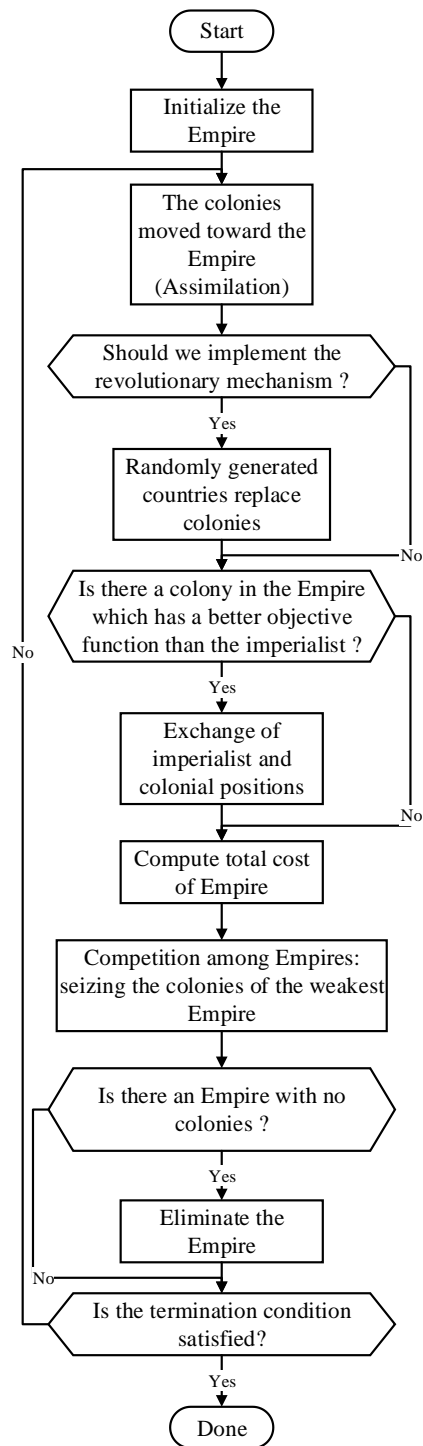 Start
Initialize the
Empire
The colonies
moved toward the
Empire
(Assimilation)
Should we implement the
revolutionary mechanism ?
Yes
Randomly generated
countries replace
colonies
No
Is there a colony in the Empire
which has a better objective
function than the imperialist ?
No
Yes
Exchange of
imperialist and
colonial positions
No
Compute total cost
of Empire
Competition among Empires:
seizing the colonies of the weakest
Empire
Is there an Empire with no
colonies ?
Yes
Eliminate the
Empire
No
Is the termination condition
satisfied?
Yes
Done